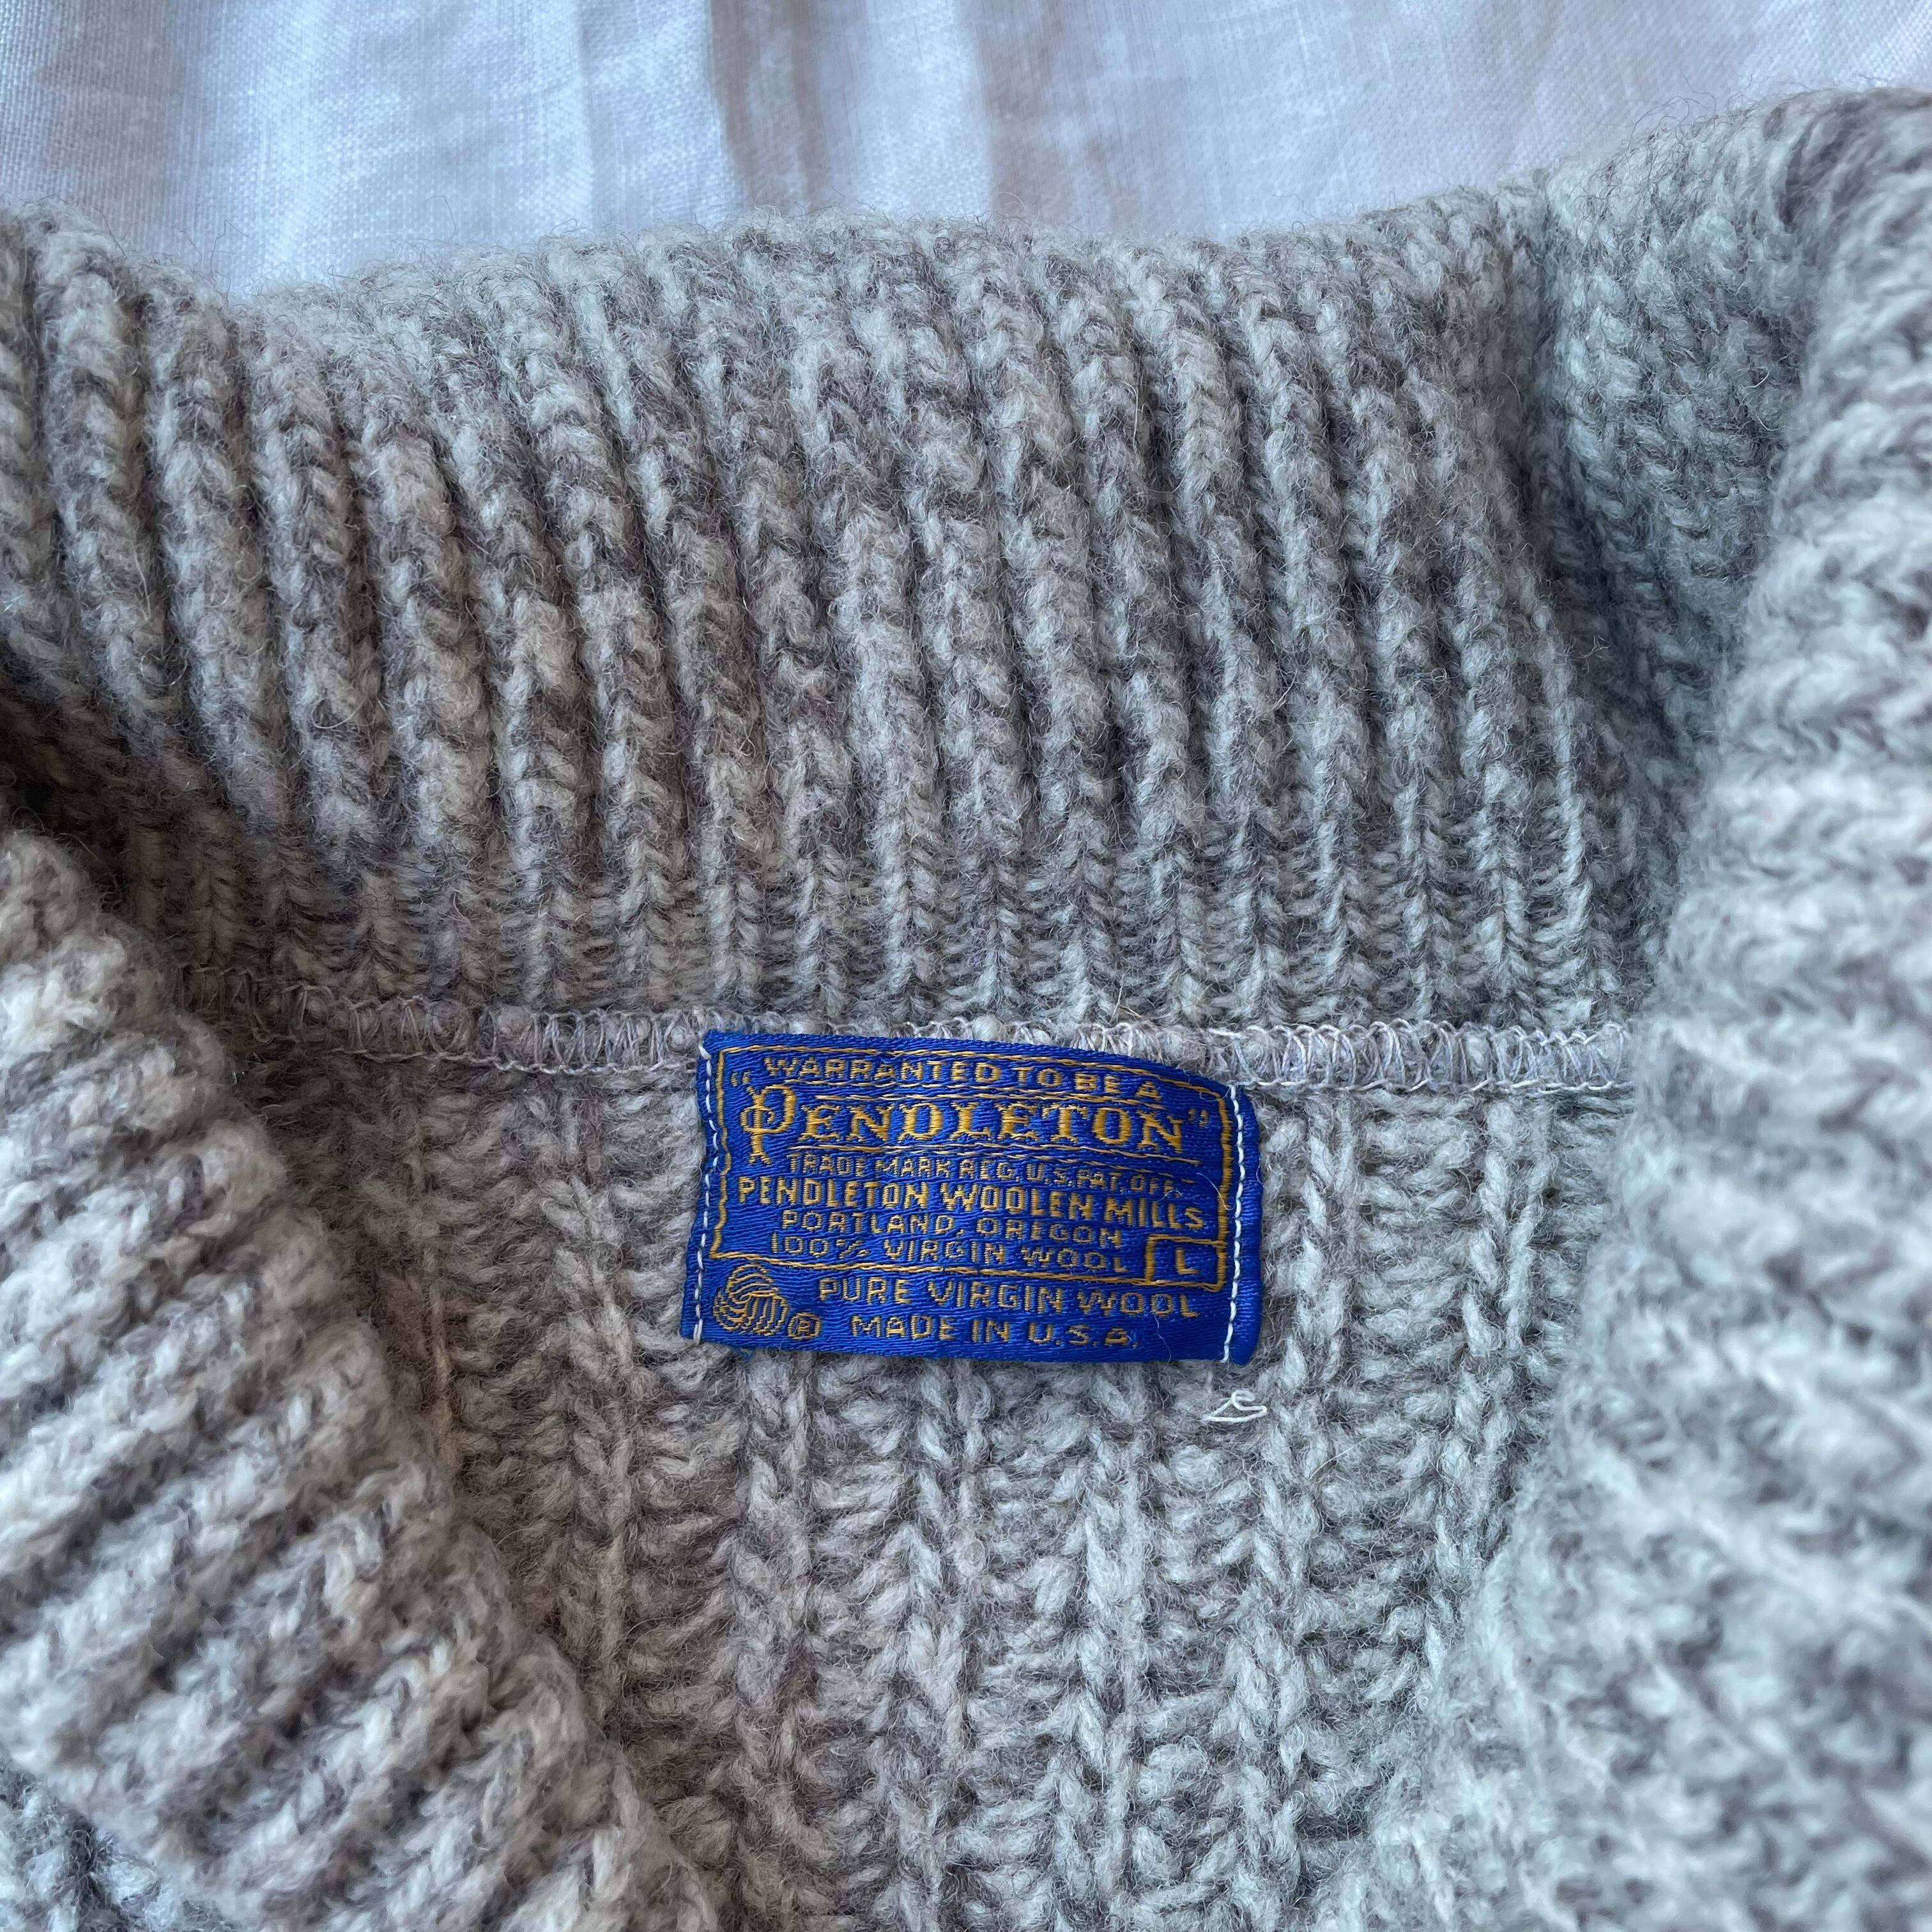 WARRANTED TO BE A
"PENDLETON"
TRADE MARK REG. U.S. PAT. OFF.
PENDLETON WOOLEN MILLS
PORTLAND, OREGON
100% VIRGIN WOOL L
PURE VIRGIN WOOL
® MADE IN U.S.A.